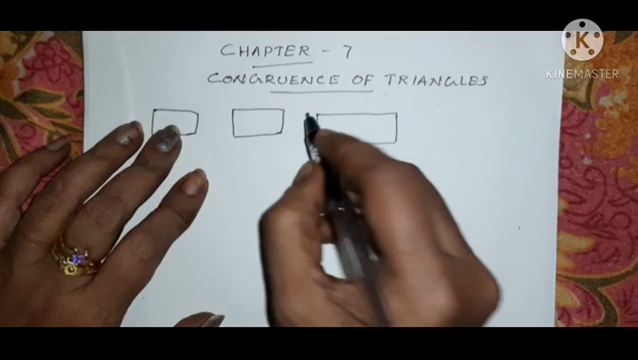 CHAPTER - 7
CONGRUENCE OF TRIANGLES
K
KINEMASTER